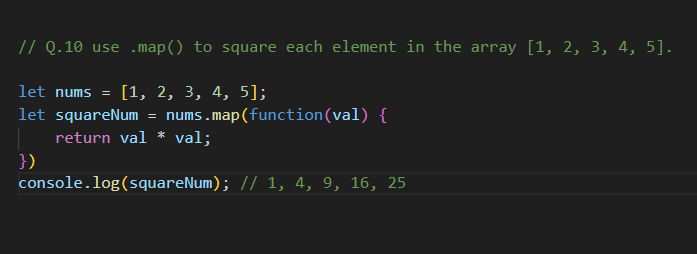 // Q.10 use .map() to square each element in the array [1, 2, 3, 4, 5].
let nums = [1, 2, 3, 4, 5];
let squareNum = nums.map(function(val) {
    return val * val;
})
console.log(squareNum); // 1, 4, 9, 16, 25